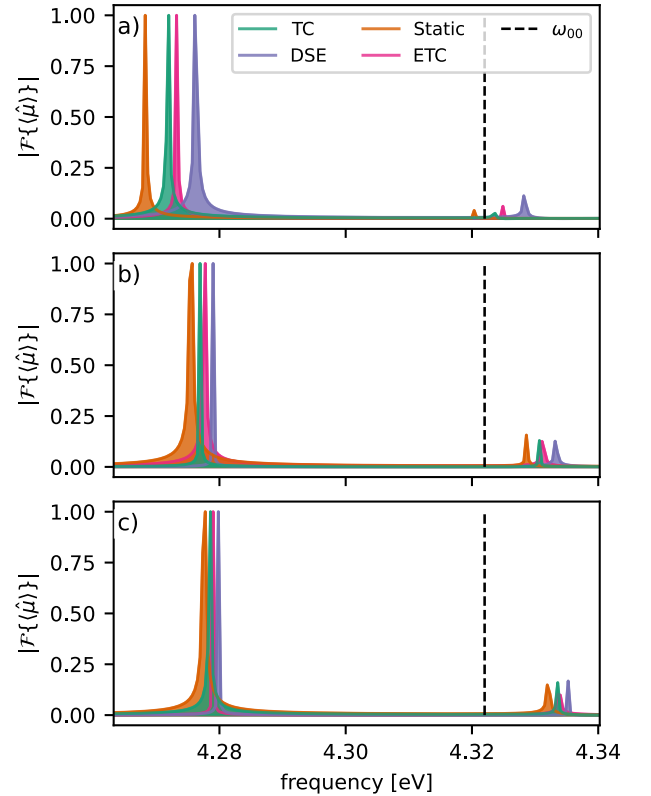 a)
TC
Static
ω₀₀
DSE
ETC
1.00
0.75
0.50
0.25
0.00
|ℱ{⟨μ̂⟩}|
b)
1.00
0.75
0.50
0.25
0.00
|ℱ{⟨μ̂⟩}|
c)
1.00
0.75
0.50
0.25
0.00
|ℱ{⟨μ̂⟩}|
4.28
4.30
4.32
4.34
frequency [eV]